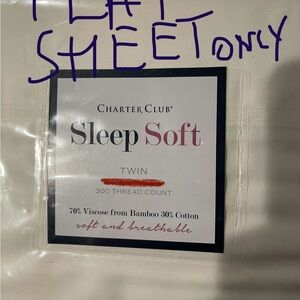 FLAT
SHEET ONLY
CHARTER CLUB®
Sleep Soft
TWIN
300 THREAD COUNT
70% Viscose from Bamboo 30% Cotton
soft and breathable